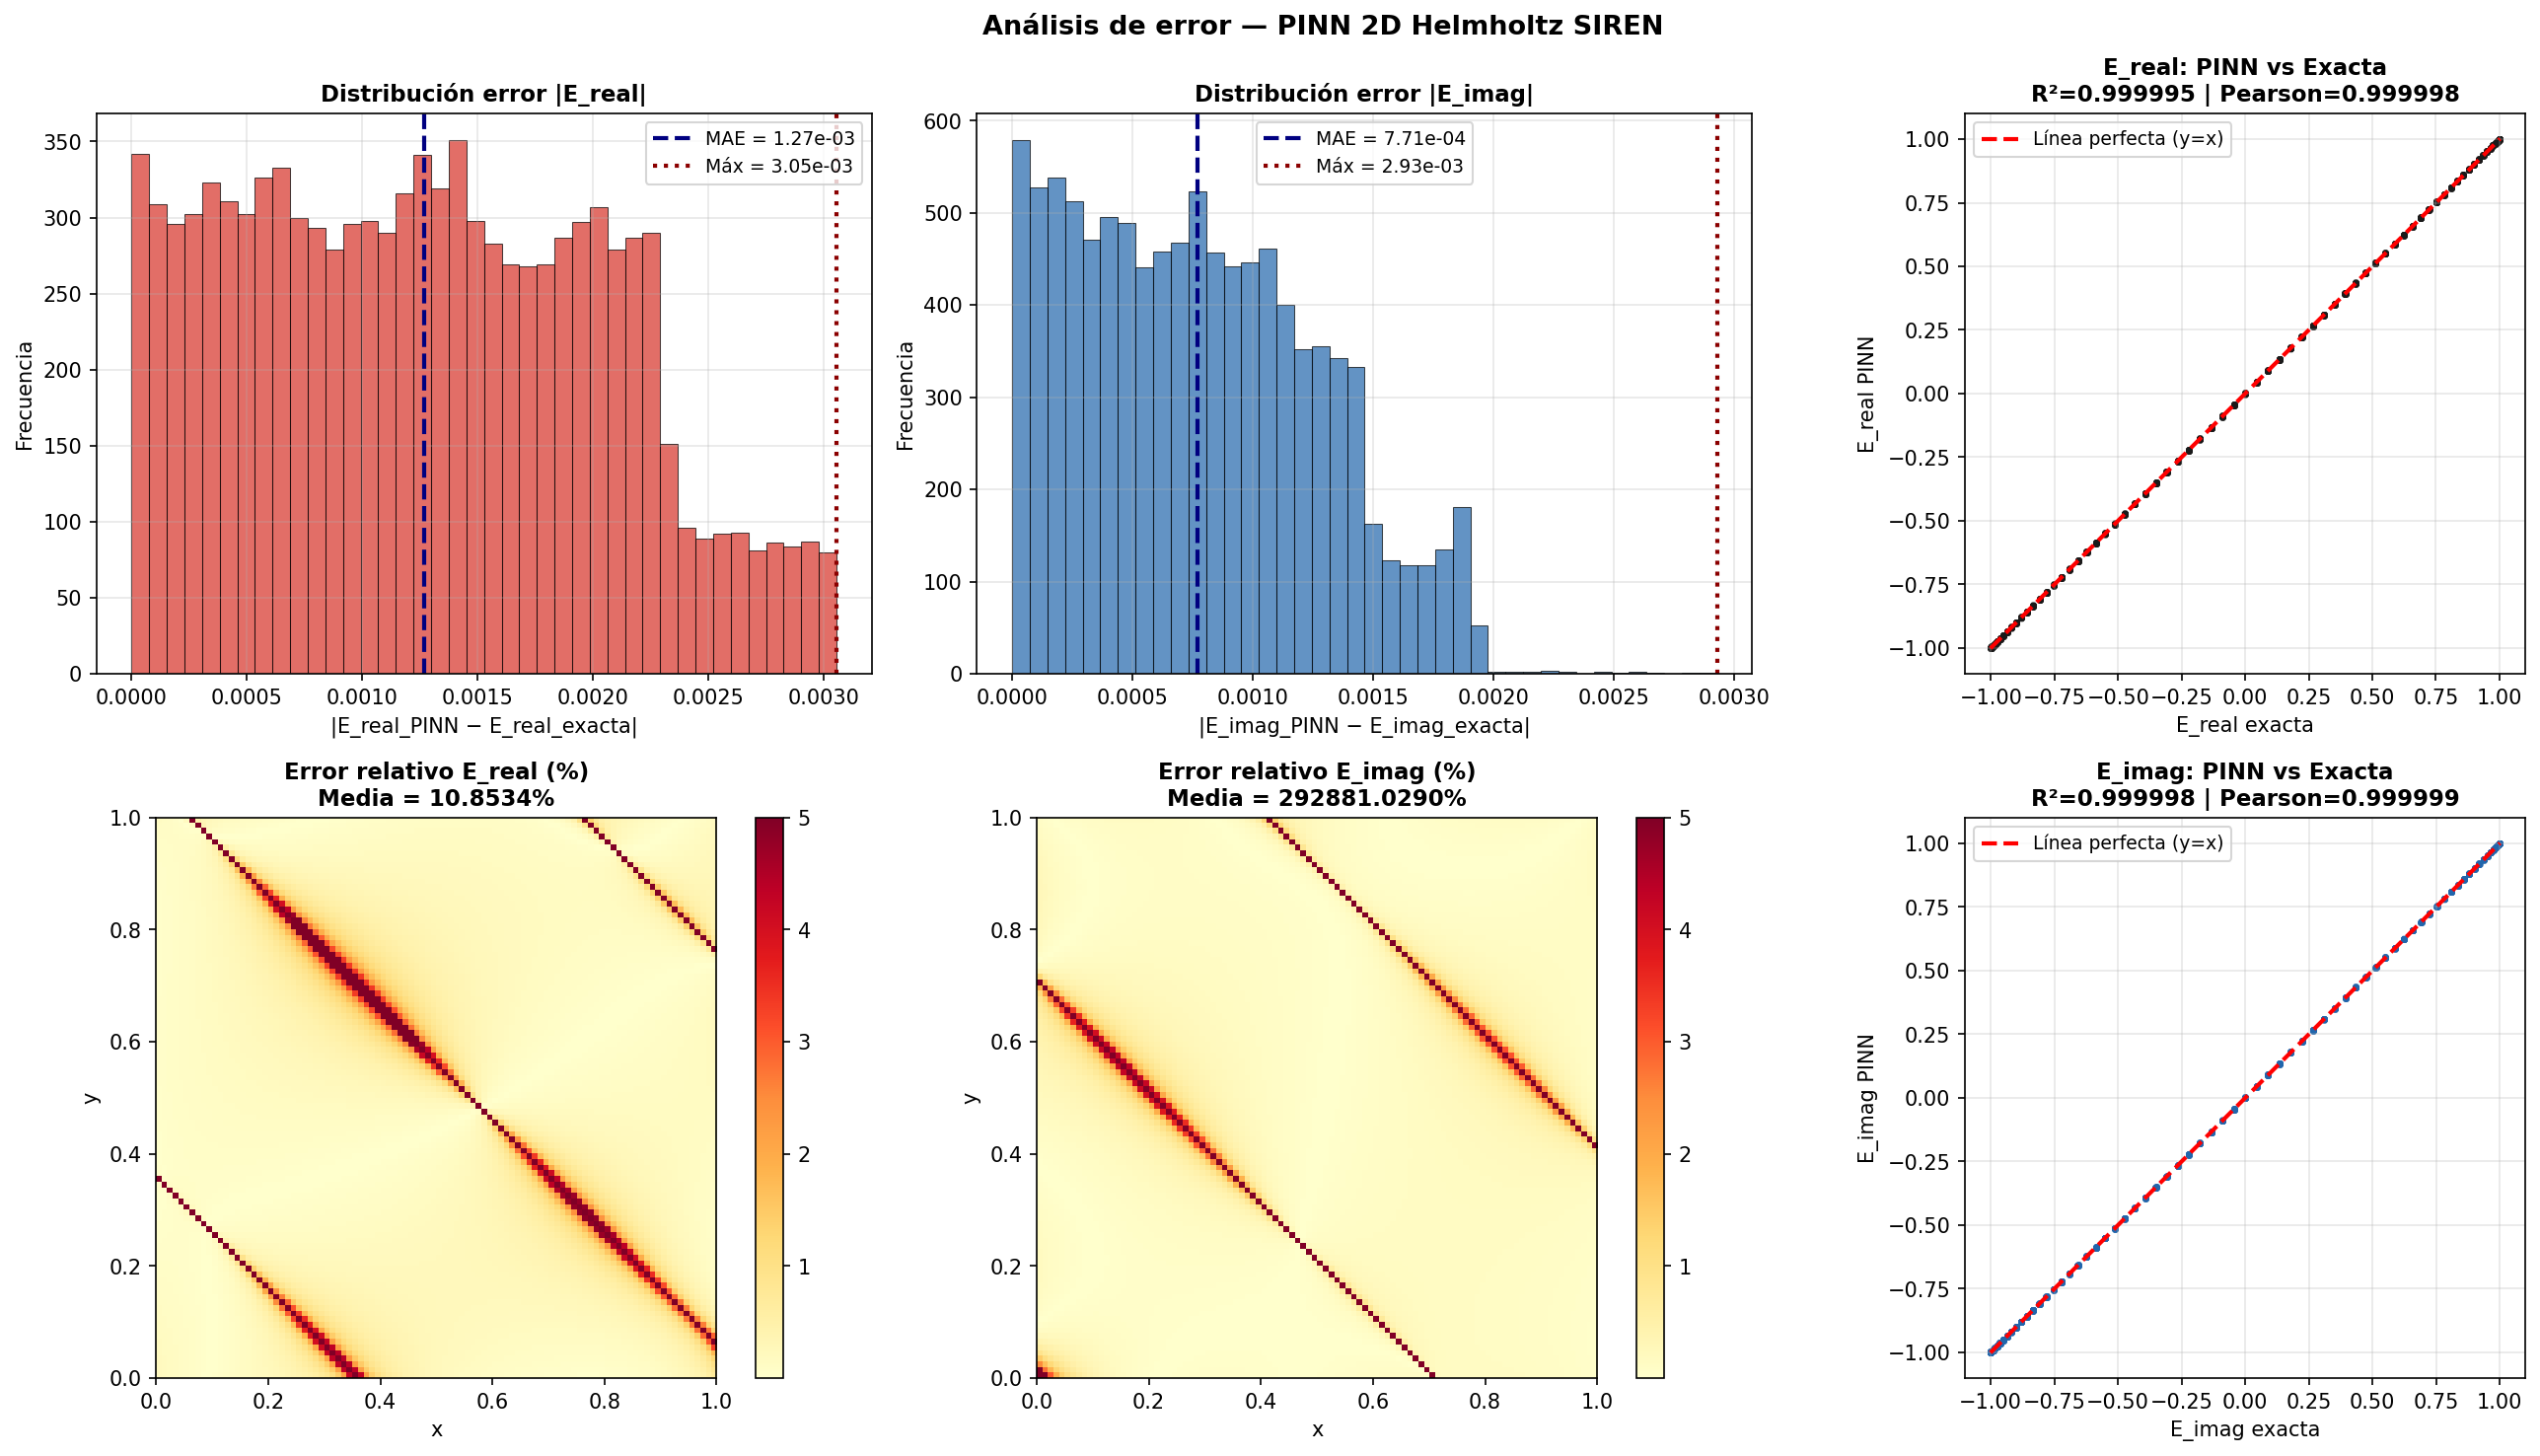 Análisis de error — PINN 2D Helmholtz SIREN
Distribución error |E_real|
MAE = 1.27e-03
Máx = 3.05e-03
350
300
250
200
150
100
50
0
Frecuencia
0.0000 0.0005 0.0010 0.0015 0.0020 0.0025 0.0030
|E_real_PINN − E_real_exacta|
Distribución error |E_imag|
MAE = 7.71e-04
Máx = 2.93e-03
600
500
400
300
200
100
0
Frecuencia
0.0000 0.0005 0.0010 0.0015 0.0020 0.0025 0.0030
|E_imag_PINN − E_imag_exacta|
E_real: PINN vs Exacta
R²=0.999995 | Pearson=0.999998
Línea perfecta (y=x)
1.00
0.75
0.50
0.25
0.00
−0.25
−0.50
−0.75
−1.00
E_real PINN
−1.00 −0.75 −0.50 −0.25 0.00 0.25 0.50 0.75 1.00
E_real exacta
Error relativo E_real (%)
Media = 10.8534%
1.0
0.8
0.6
0.4
0.2
0.0
y
0.0 0.2 0.4 0.6 0.8 1.0
x
5
4
3
2
1
Error relativo E_imag (%)
Media = 292881.0290%
1.0
0.8
0.6
0.4
0.2
0.0
y
0.0 0.2 0.4 0.6 0.8 1.0
x
5
4
3
2
1
E_imag: PINN vs Exacta
R²=0.999998 | Pearson=0.999999
Línea perfecta (y=x)
1.00
0.75
0.50
0.25
0.00
−0.25
−0.50
−0.75
−1.00
E_imag PINN
−1.00 −0.75 −0.50 −0.25 0.00 0.25 0.50 0.75 1.00
E_imag exacta